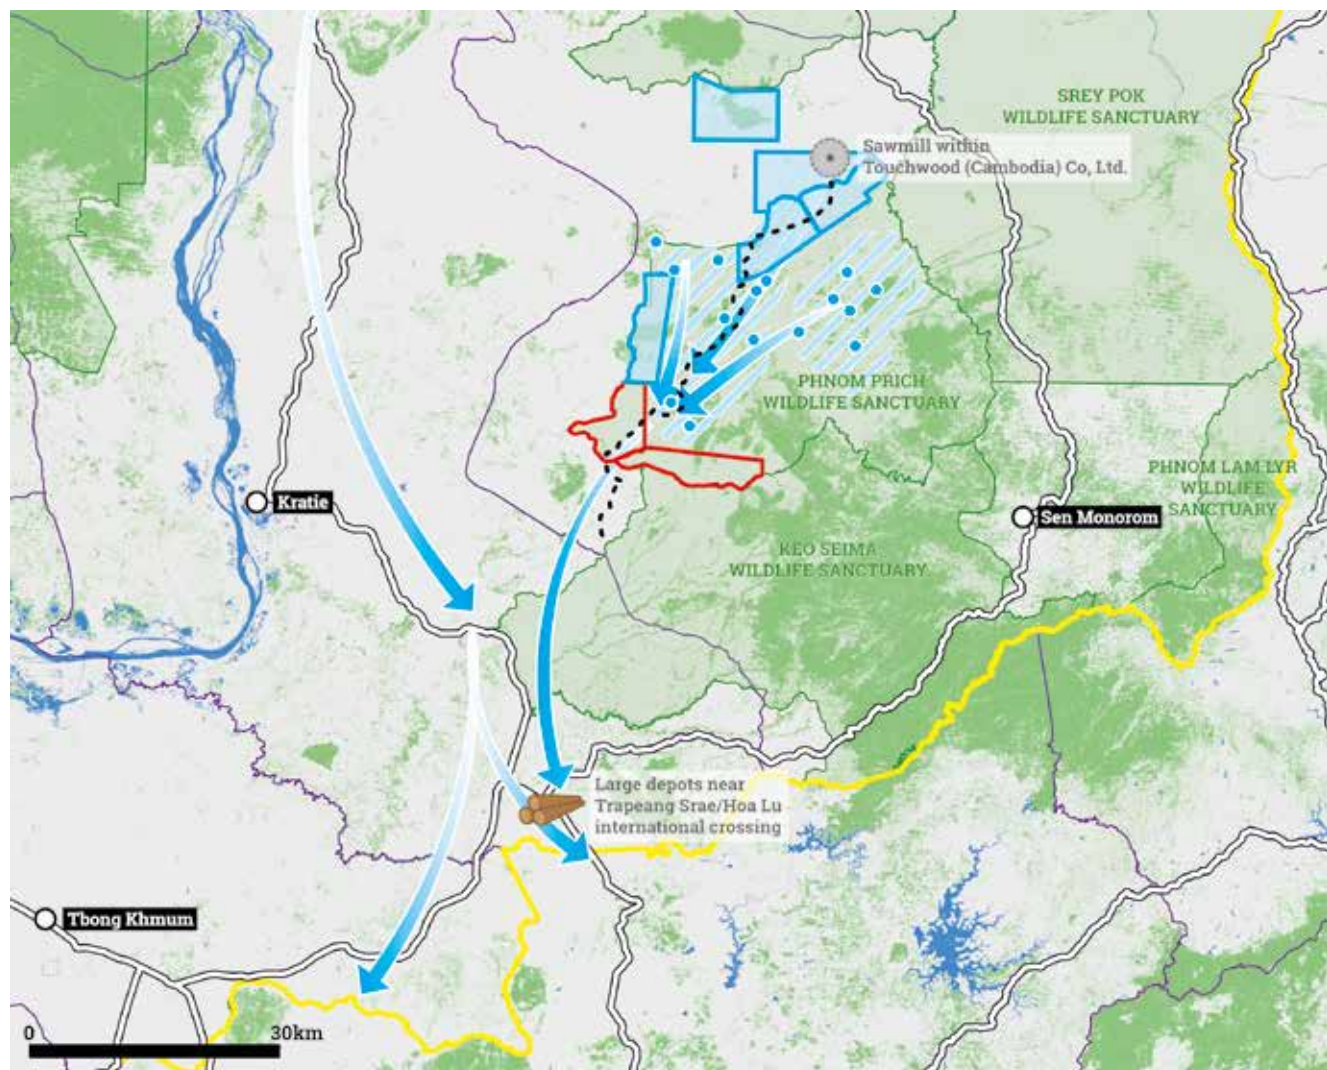 SREY POK
WILDLIFE SANCTUARY
Sawmill within
Touchwood (Cambodia) Co, Ltd.
PHNOM PRICH
WILDLIFE SANCTUARY
PHNOM LAM LYR
WILDLIFE
SANCTUARY
Kratie
Sen Monorom
KEO SEIMA
WILDLIFE SANCTUARY
Large depots near
Trapeang Srae/Hoa Lu
international crossing
Tbong Khmum
0 30km